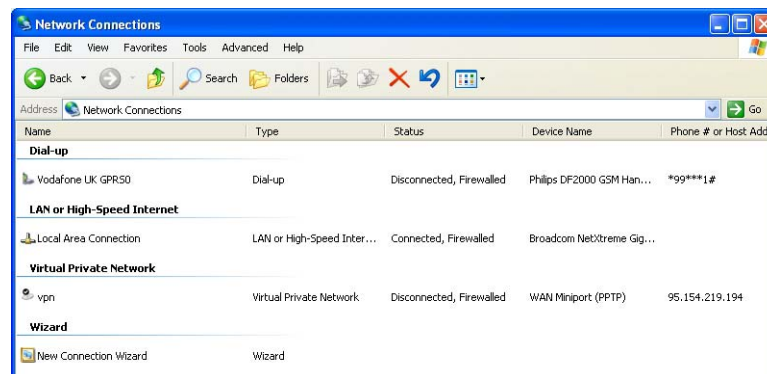 Network Connections
File Edit View Favorites Tools Advanced Help
Back Search Folders
Address Network Connections Go
Name Type Status Device Name Phone # or Host Add
Dial-up
Vodafone UK GPRS0 Dial-up Disconnected, Firewalled Philips DF2000 GSM Han... *99***1#
LAN or High-Speed Internet
Local Area Connection LAN or High-Speed Inter... Connected, Firewalled Broadcom NetXtreme Gig...
Virtual Private Network
vpn Virtual Private Network Disconnected, Firewalled WAN Miniport (PPTP) 95.154.219.194
Wizard
New Connection Wizard Wizard